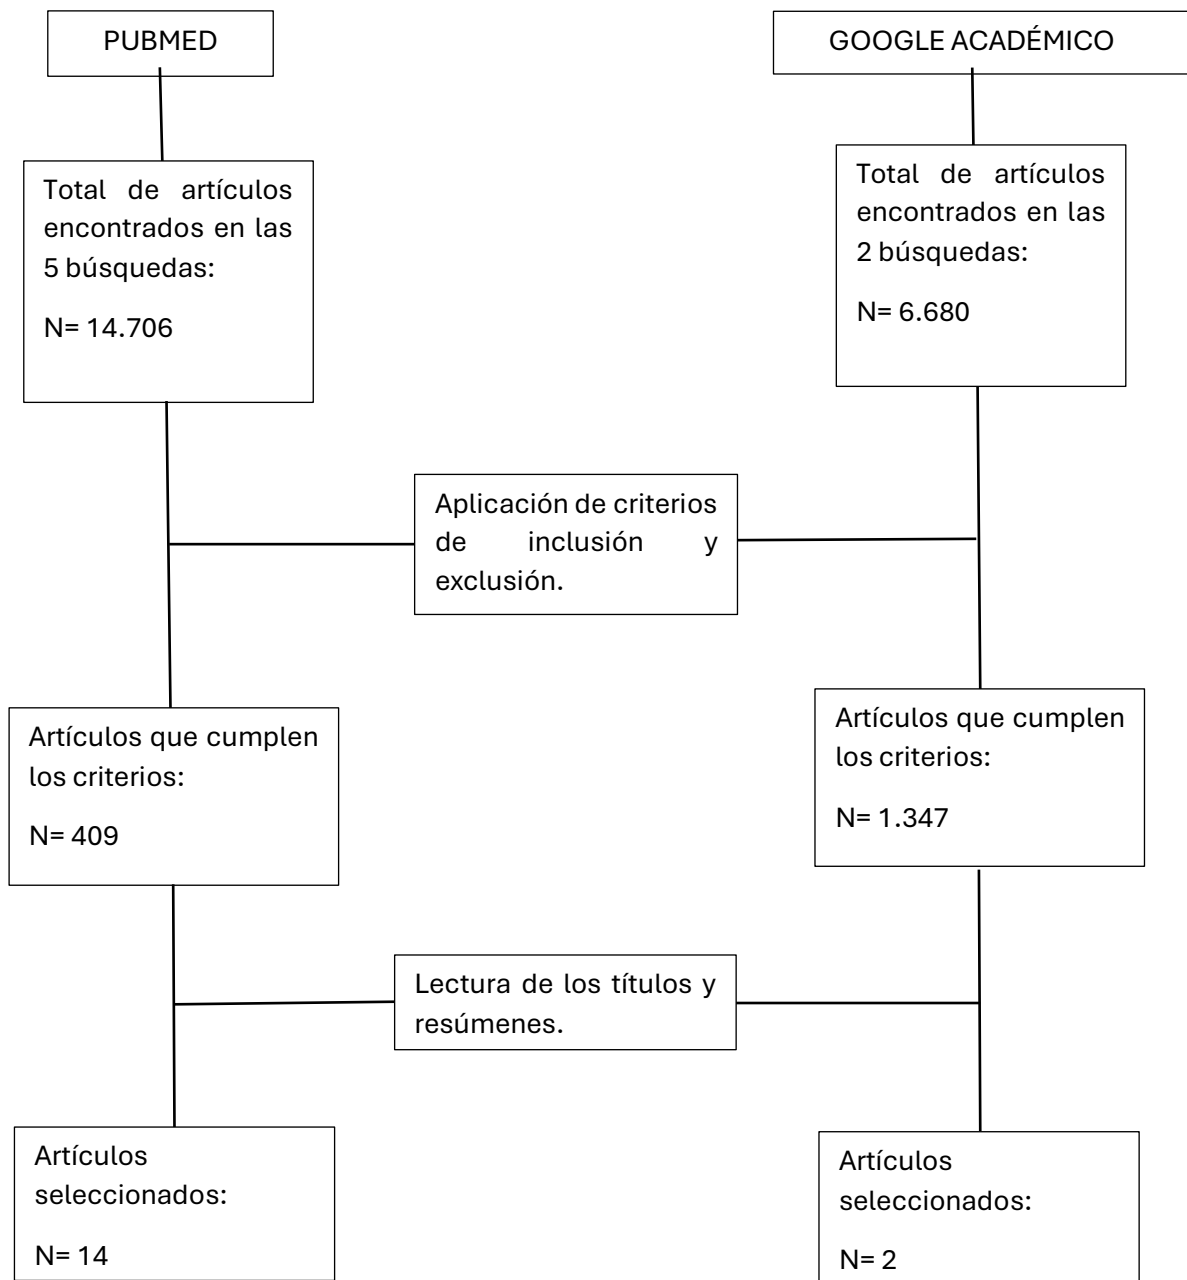 PUBMED
GOOGLE ACADÉMICO
Total de artículos
encontrados en las
5 búsquedas:
N= 14.706
Total de artículos
encontrados en las
2 búsquedas:
N= 6.680
Aplicación de criterios
de inclusión y
exclusión.
Artículos que cumplen
los criterios:
N= 409
Artículos que cumplen
los criterios:
N= 1.347
Lectura de los títulos y
resúmenes.
Artículos
seleccionados:
N= 14
Artículos
seleccionados:
N= 2